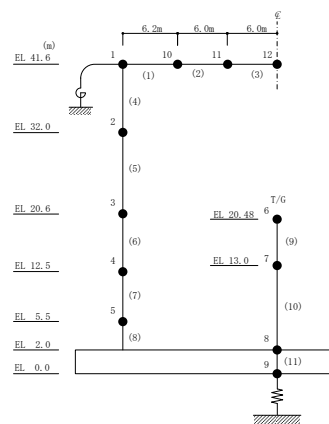 6.2m 6.0m 6.0m ℄
(m)
EL 41.6 1 10 11 12
(1) (2) (3)
(4)
EL 32.0 2
(5)
EL 20.6 3 T/G
EL 20.48 6
(6) (9)
EL 12.5 4 EL 13.0 7
(7) (10)
EL 5.5 5
(8)
EL 2.0 8
(11)
EL 0.0 9